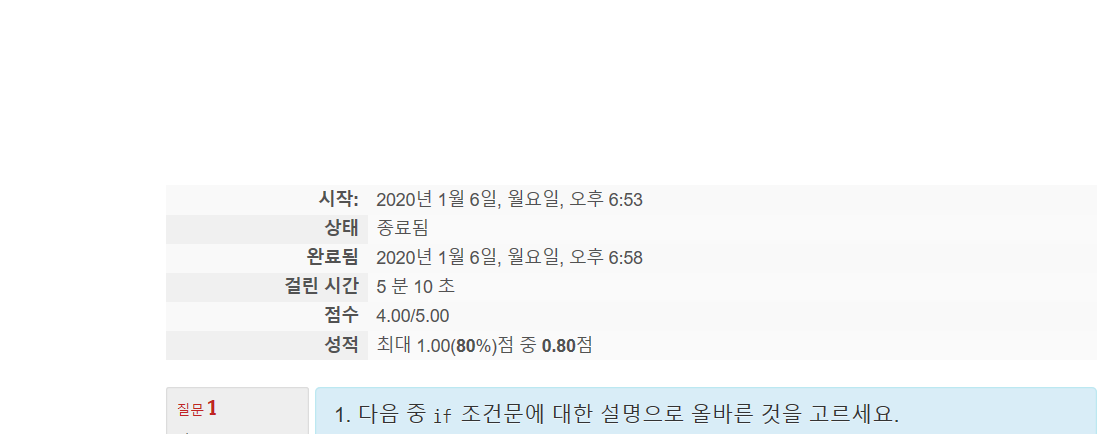 시작: 2020년 1월 6일, 월요일, 오후 6:53
상태 종료됨
완료됨 2020년 1월 6일, 월요일, 오후 6:58
걸린 시간 5 분 10 초
점수 4.00/5.00
성적 최대 1.00(80%)점 중 0.80점
질문 1
1. 다음 중 if 조건문에 대한 설명으로 올바른 것을 고르세요.